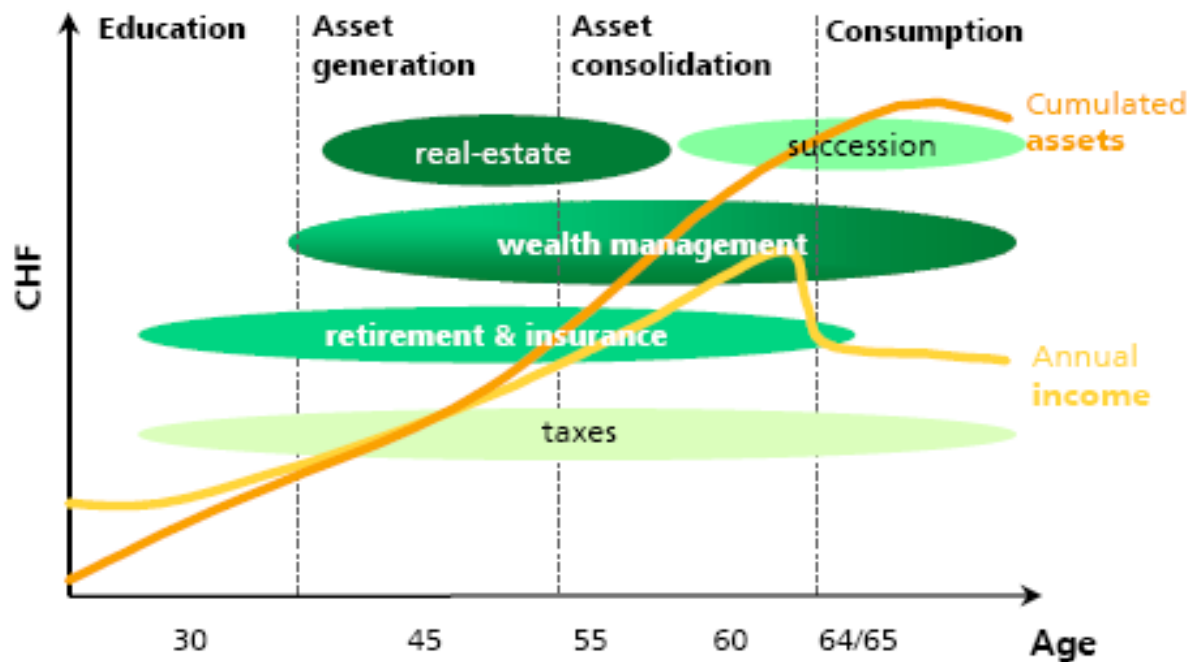 Education
Asset
generation
Asset
consolidation
Consumption
Cumulated
assets
real-estate
succession
wealth management
CHF
retirement & insurance
Annual
income
taxes
30
45
55
60
64/65
Age